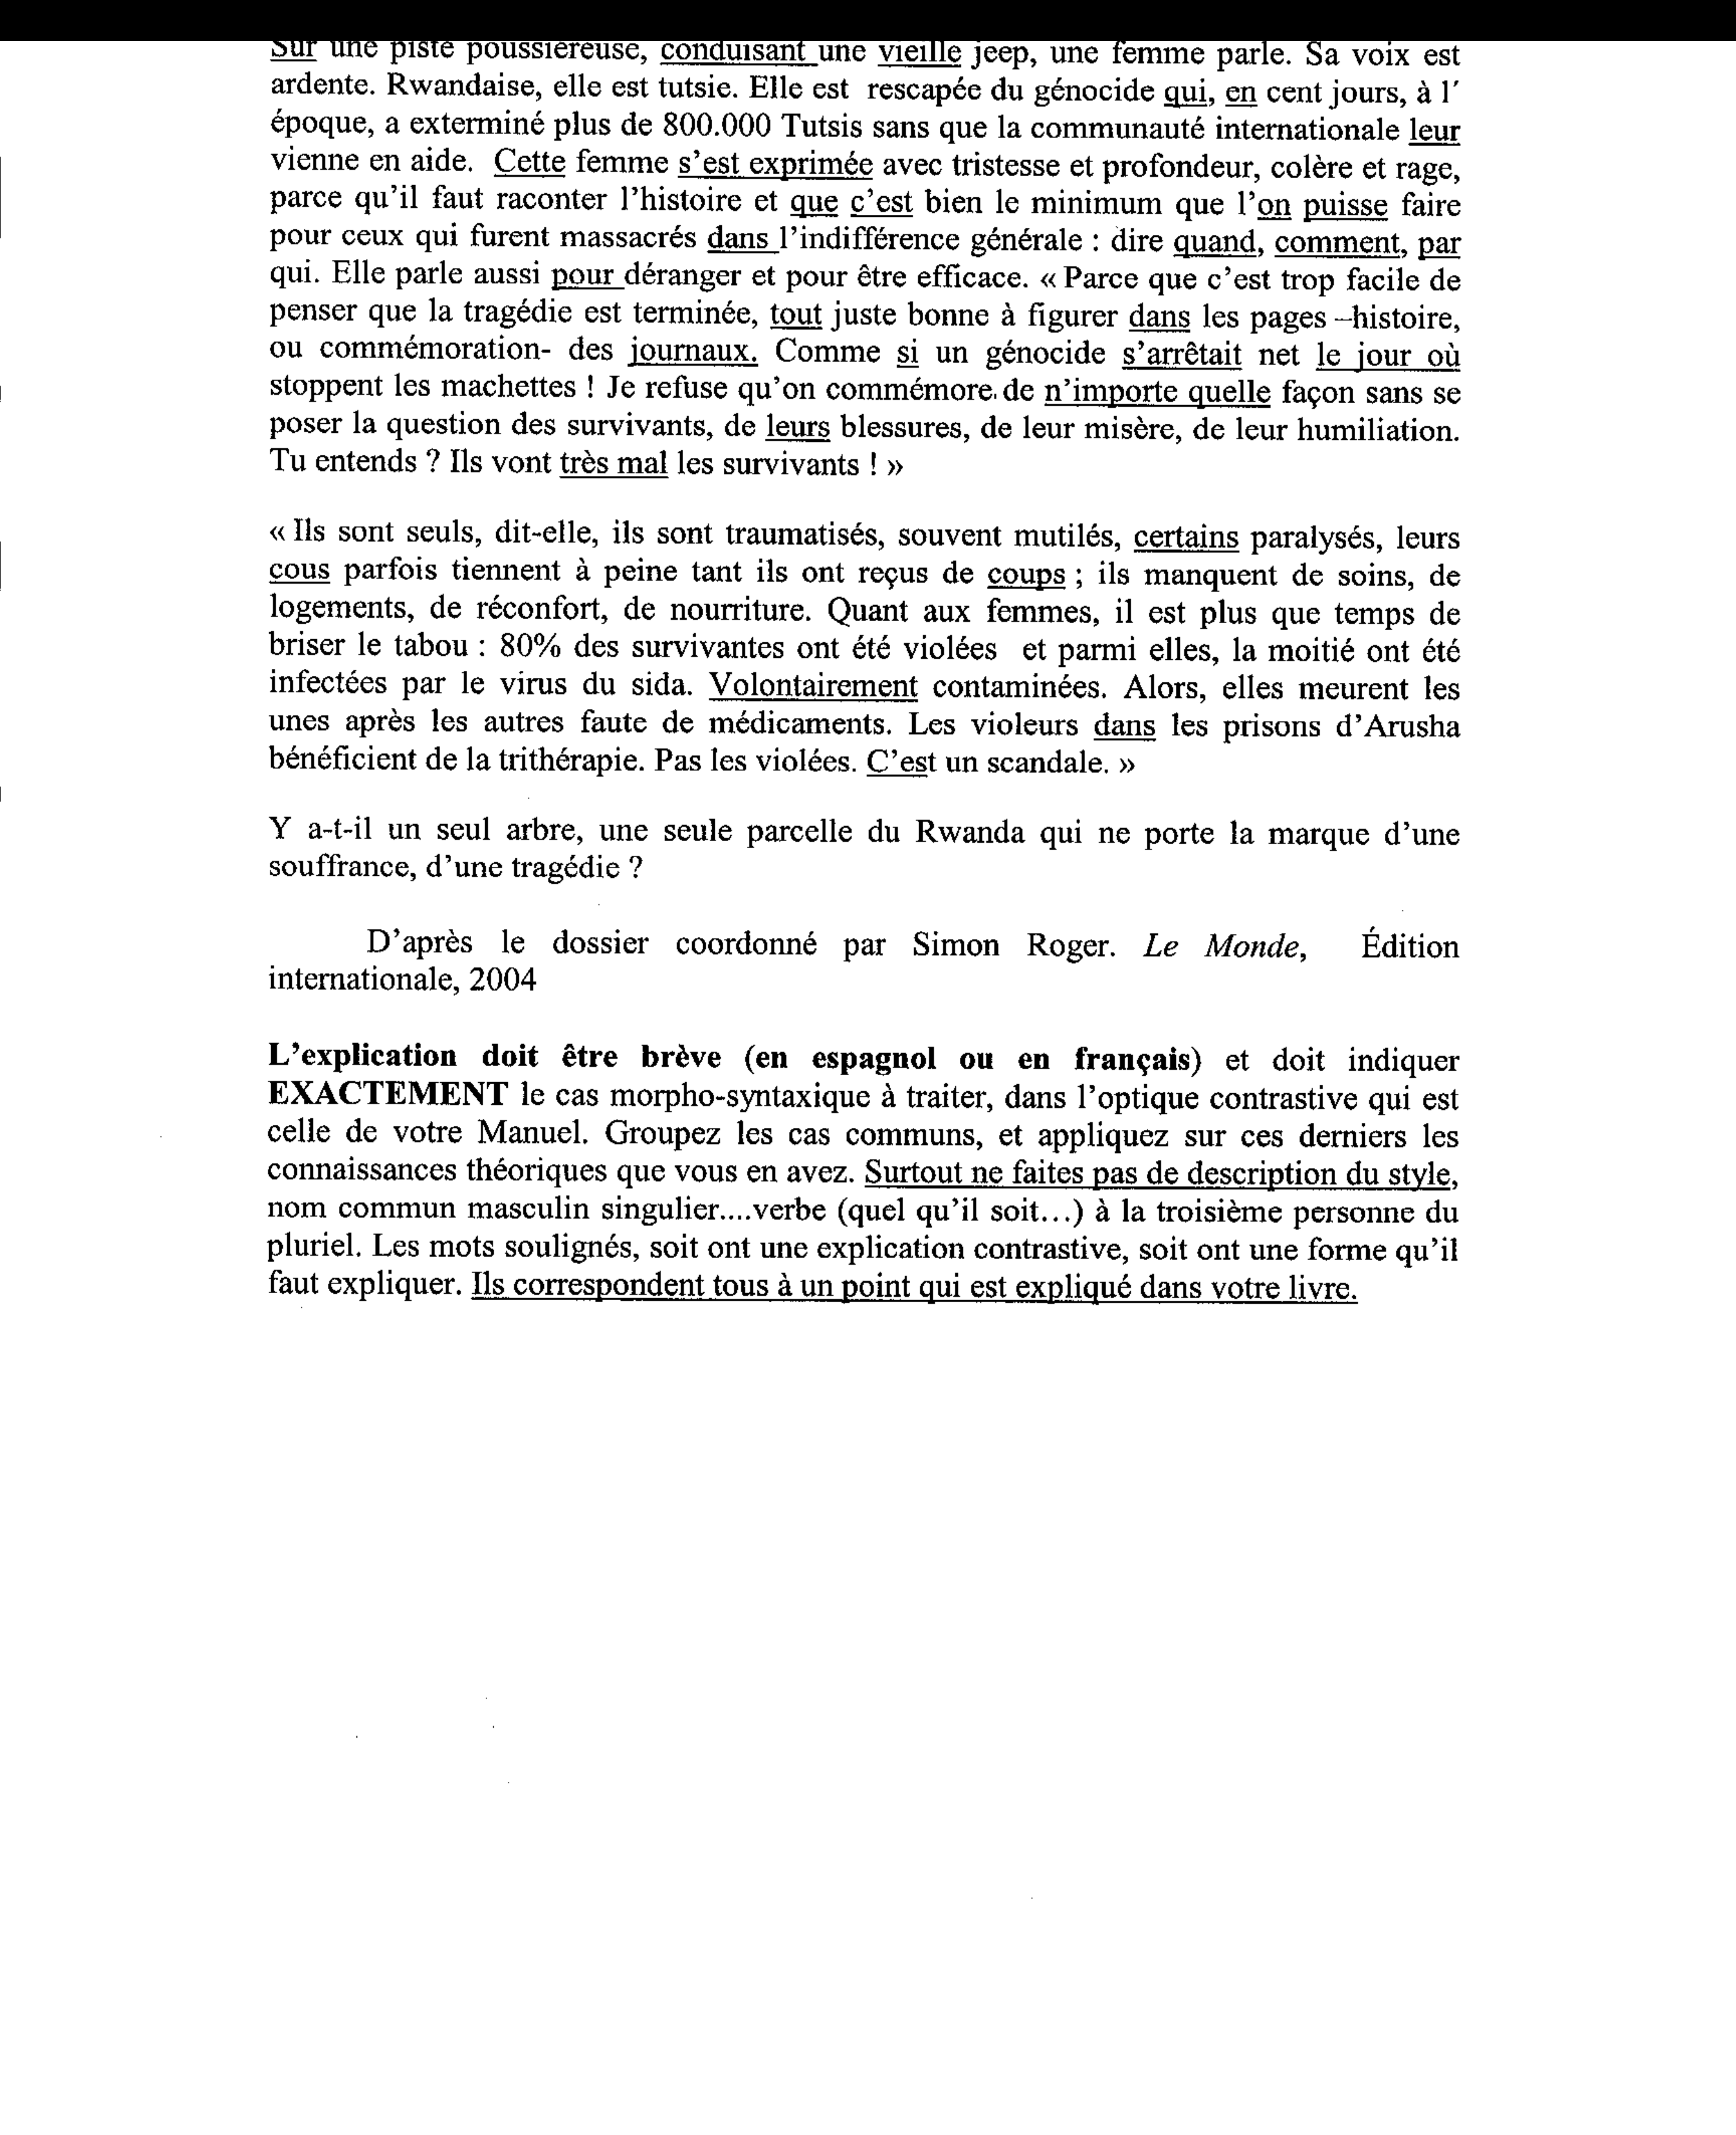 Sur une piste poussiéreuse, conduisant une vieille jeep, une femme parle. Sa voix est
ardente. Rwandaise, elle est tutsie. Elle est rescapée du génocide qui, en cent jours, à l'
époque, a exterminé plus de 800.000 Tutsis sans que la communauté internationale leur
vienne en aide. Cette femme s'est exprimée avec tristesse et profondeur, colère et rage,
parce qu'il faut raconter l'histoire et que c'est bien le minimum que l'on puisse faire
pour ceux qui furent massacrés dans l'indifférence générale : dire quand, comment, par
qui. Elle parle aussi pour déranger et pour être efficace. « Parce que c'est trop facile de
penser que la tragédie est terminée, tout juste bonne à figurer dans les pages –histoire,
ou commémoration- des journaux. Comme si un génocide s'arrêtait net le jour où
stoppent les machettes ! Je refuse qu'on commémore de n'importe quelle façon sans se
poser la question des survivants, de leurs blessures, de leur misère, de leur humiliation.
Tu entends ? Ils vont très mal les survivants ! »
« Ils sont seuls, dit-elle, ils sont traumatisés, souvent mutilés, certains paralysés, leurs
cous parfois tiennent à peine tant ils ont reçus de coups ; ils manquent de soins, de
logements, de réconfort, de nourriture. Quant aux femmes, il est plus que temps de
briser le tabou : 80% des survivantes ont été violées et parmi elles, la moitié ont été
infectées par le virus du sida. Volontairement contaminées. Alors, elles meurent les
unes après les autres faute de médicaments. Les violeurs dans les prisons d'Arusha
bénéficient de la trithérapie. Pas les violées. C'est un scandale. »
Y a-t-il un seul arbre, une seule parcelle du Rwanda qui ne porte la marque d'une
souffrance, d'une tragédie ?
D'après le dossier coordonné par Simon Roger. Le Monde, Édition
internationale, 2004
L'explication doit être brève (en espagnol ou en français) et doit indiquer
EXACTEMENT le cas morpho-syntaxique à traiter, dans l'optique contrastive qui est
celle de votre Manuel. Groupez les cas communs, et appliquez sur ces derniers les
connaissances théoriques que vous en avez. Surtout ne faites pas de description du style,
nom commun masculin singulier....verbe (quel qu'il soit...) à la troisième personne du
pluriel. Les mots soulignés, soit ont une explication contrastive, soit ont une forme qu'il
faut expliquer. Ils correspondent tous à un point qui est expliqué dans votre livre.